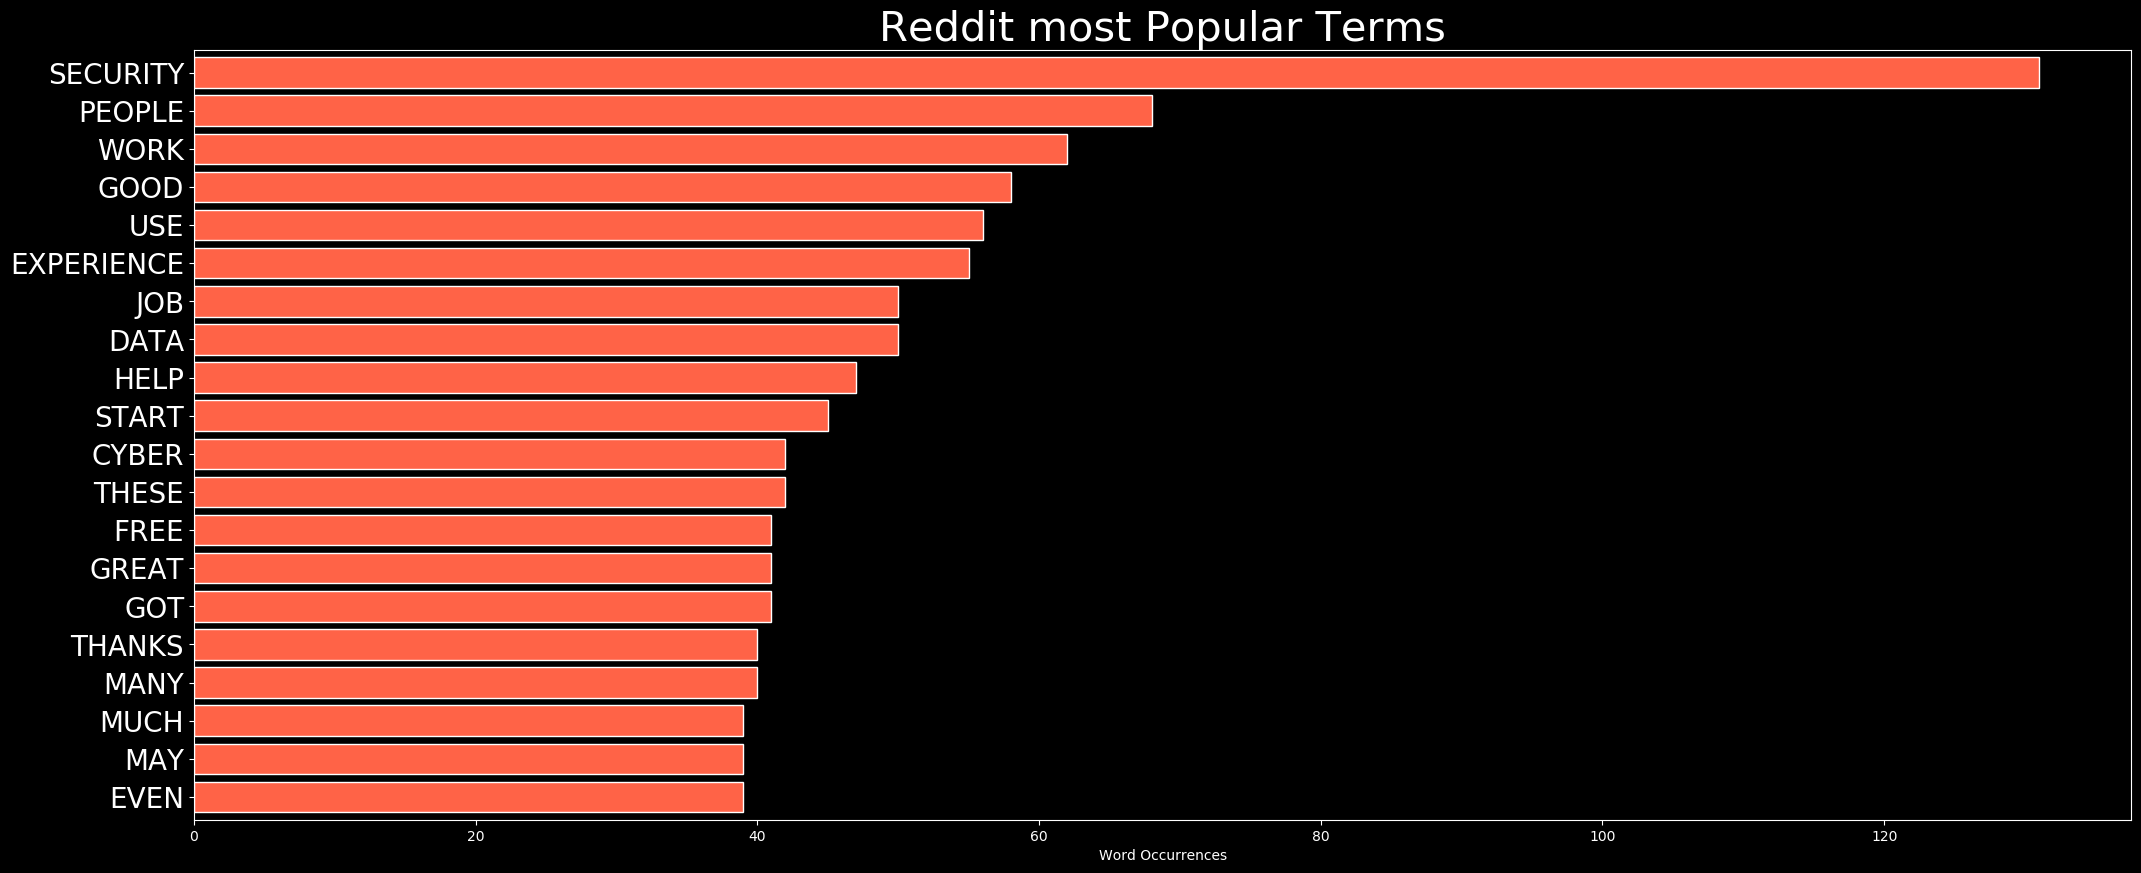 Reddit most Popular Terms
SECURITY
PEOPLE
WORK
GOOD
USE
EXPERIENCE
JOB
DATA
HELP
START
CYBER
THESE
FREE
GREAT
GOT
THANKS
MANY
MUCH
MAY
EVEN
0 20 40 60 80 100 120
Word Occurrences